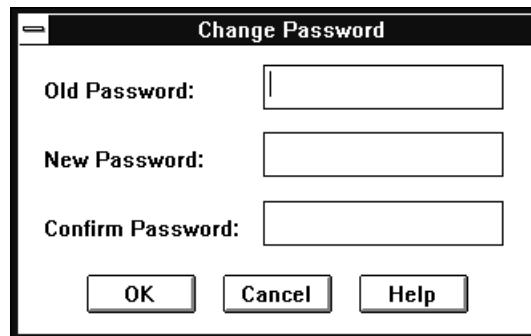 Change Password
Old Password:
New Password:
Confirm Password:
OK Cancel Help